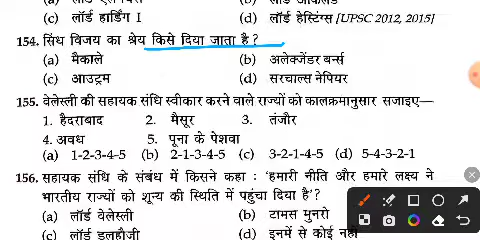 (c) लॉर्ड हार्डिंग I (d) लॉर्ड हेस्टिंग्स [UPSC 2012, 2015]
154. सिंध विजय का श्रेय किसे दिया जाता है?
(a) मैकाले (b) अलेक्जेंडर बर्न्स
(c) आउट्रम (d) सरचार्ल्स नेपियर
155. वेलेस्ली की सहायक संधि स्वीकार करने वाले राज्यों को कालक्रमानुसार सजाइए—
1. हैदराबाद 2. मैसूर 3. तंजौर
4. अवध 5. पूना के पेशवा
(a) 1-2-3-4-5 (b) 2-1-3-4-5 (c) 3-2-1-4-5 (d) 5-4-3-2-1
156. सहायक संधि के संबंध में किसने कहा : 'हमारी नीति और हमारे लक्ष्य ने
भारतीय राज्यों को शून्य की स्थिति में पहुंचा दिया है'?
(a) लॉर्ड वेलेस्ली (b) टामस मुनरो
(c) लॉर्ड डलहौजी (d) इनमें से कोई नहीं